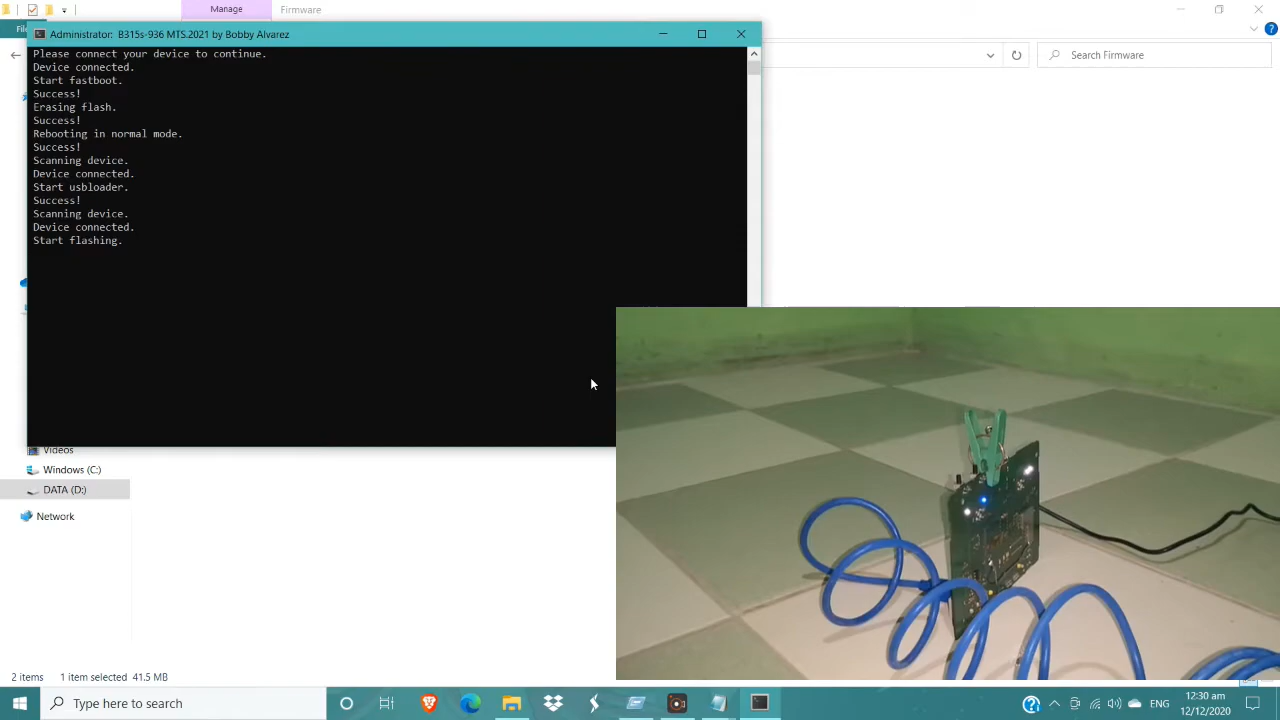 Manage
Firmware
Fil
Administrator: B315s-936 MTS.2021 by Bobby Alvarez
Search Firmware
Please connect your device to continue.
Device connected.
Start fastboot.
Success!
Erasing flash.
Success!
Rebooting in normal mode.
Success!
Scanning device.
Device connected.
Start usbloader.
Success!
Scanning device.
Device connected.
Start flashing.
Videos
Windows (C:)
DATA (D:)
Network
2 items 1 item selected 41.5 MB
Type here to search
ENG
12:30 am
12/12/2020